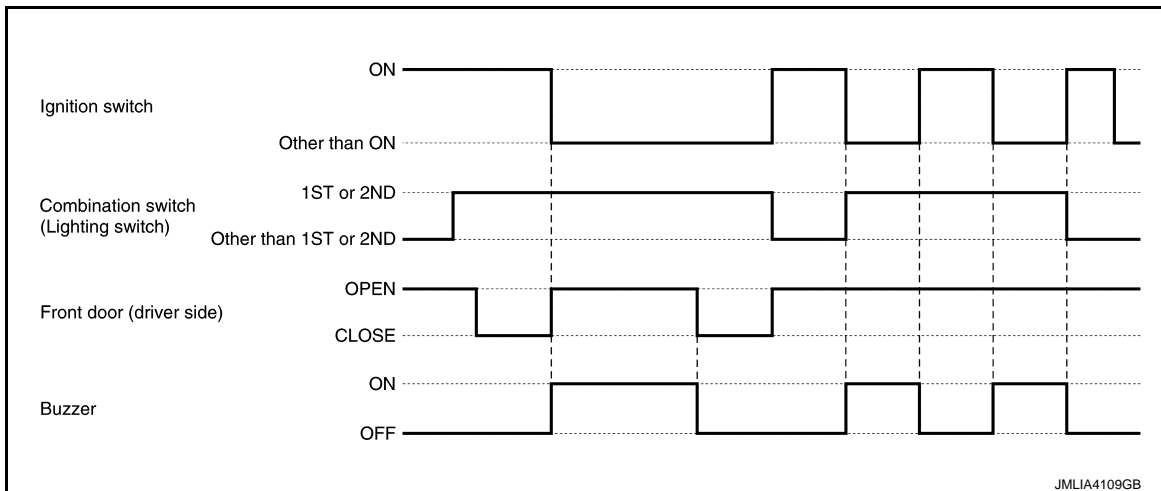 ON
Ignition switch
Other than ON
1ST or 2ND
Combination switch
(Lighting switch)
Other than 1ST or 2ND
OPEN
Front door (driver side)
CLOSE
ON
Buzzer
OFF
JMLIA4109GB